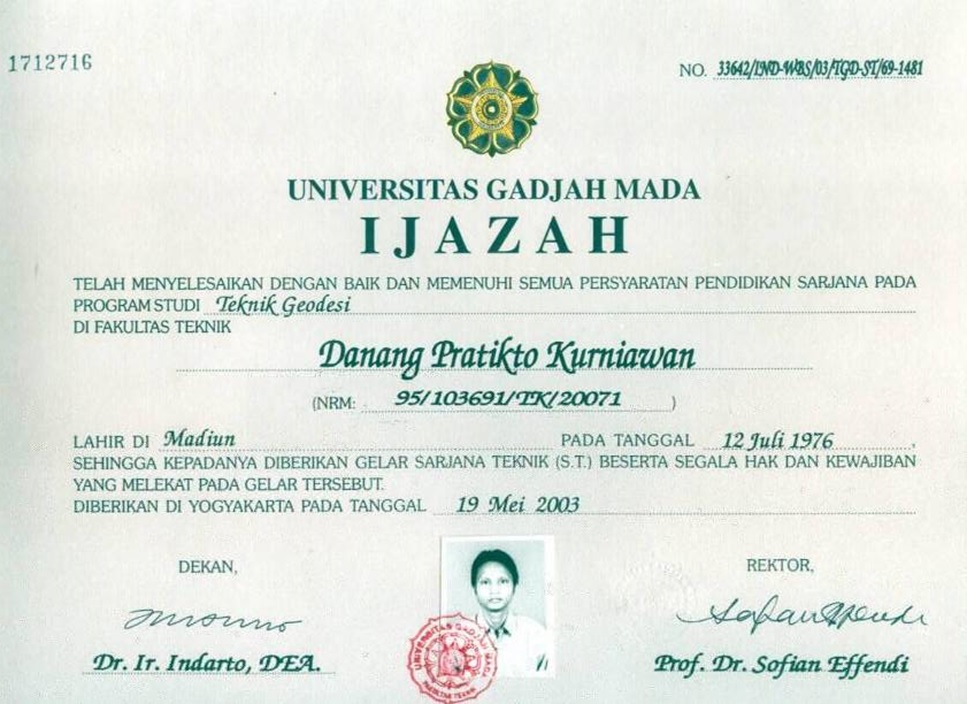 1712716
NO. 33642/IND-WBS/03/TGD-ST/69-1481
UNIVERSITAS GADJAH MADA
IJAZAH
TELAH MENYELESAIKAN DENGAN BAIK DAN MEMENUHI SEMUA PERSYARATAN PENDIDIKAN SARJANA PADA
PROGRAM STUDI Teknik Geodesi
DI FAKULTAS TEKNIK
Danang Pratikto Kurniawan
(NRM: 95/103691/TK/20071)
LAHIR DI Madiun PADA TANGGAL 12 Juli 1976,
SEHINGGA KEPADANYA DIBERIKAN GELAR SARJANA TEKNIK (S.T.) BESERTA SEGALA HAK DAN KEWAJIBAN
YANG MELEKAT PADA GELAR TERSEBUT.
DIBERIKAN DI YOGYAKARTA PADA TANGGAL 19 Mei 2003
DEKAN,
REKTOR,
Dr. Ir. Indarto, DEA.
Prof. Dr. Sofian Effendi
UNIVERSITAS GADJAH MADA
FAKULTAS TEKNIK